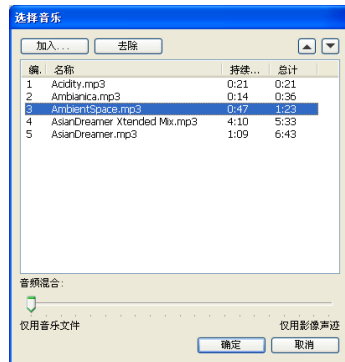 选择音乐
加入... 去除
编. 名称 持续... 总计
1 Acidity.mp3 0:21 0:21
2 Ambianica.mp3 0:14 0:36
3 AmbientSpace.mp3 0:47 1:23
4 AsianDreamer Xtended Mix.mp3 4:10 5:33
5 AsianDreamer.mp3 1:09 6:43
音频混合:
仅用音乐文件 仅用影像声迹
确定 取消